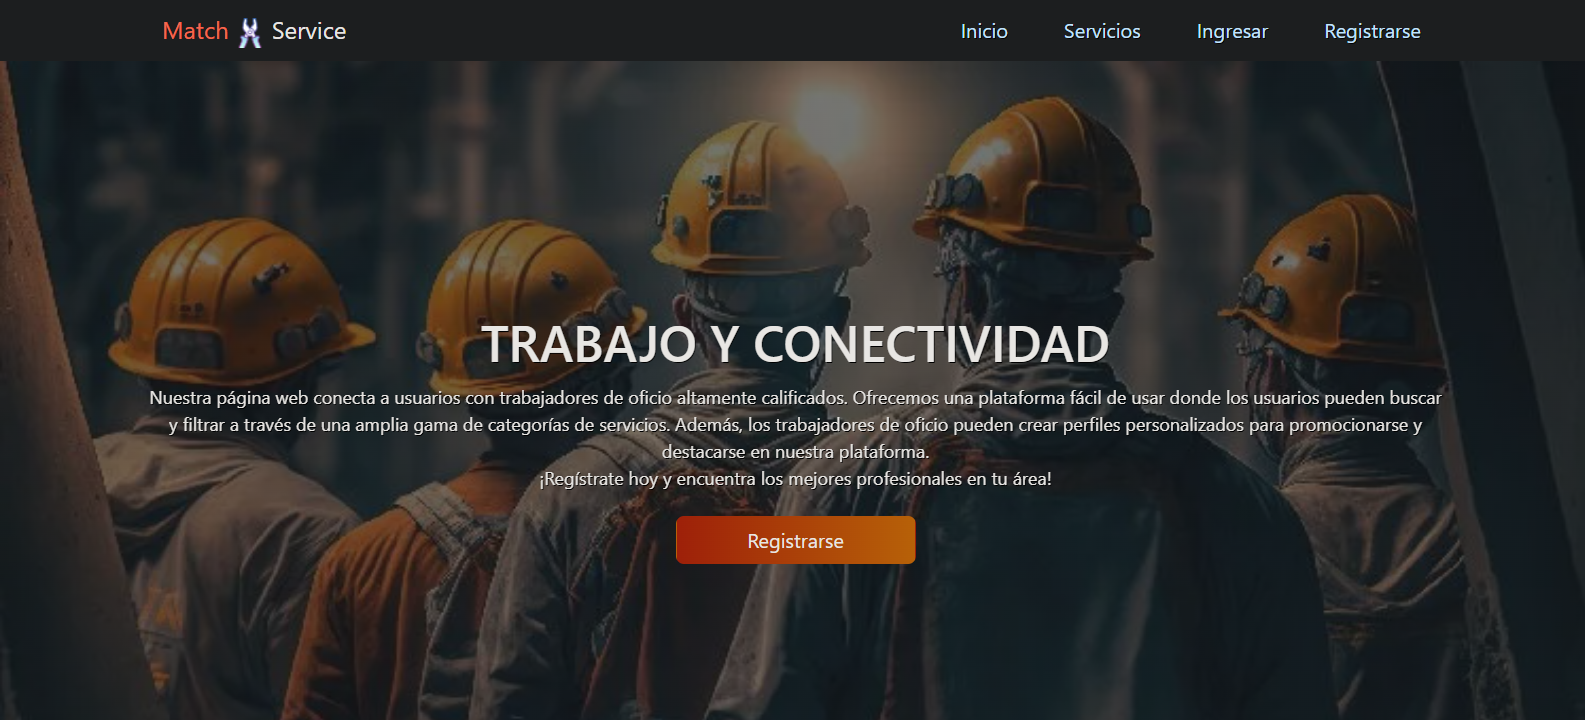 Match Service
Inicio Servicios Ingresar Registrarse
TRABAJO Y CONECTIVIDAD
Nuestra página web conecta a usuarios con trabajadores de oficio altamente calificados. Ofrecemos una plataforma fácil de usar donde los usuarios pueden buscar
y filtrar a través de una amplia gama de categorías de servicios. Además, los trabajadores de oficio pueden crear perfiles personalizados para promocionarse y
destacarse en nuestra plataforma.
¡Regístrate hoy y encuentra los mejores profesionales en tu área!
Registrarse